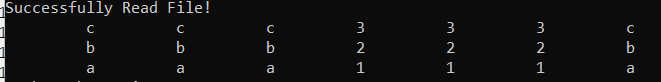 Successfully Read File!
c c c 3 3 3 c
b b b 2 2 2 b
a a a 1 1 1 a